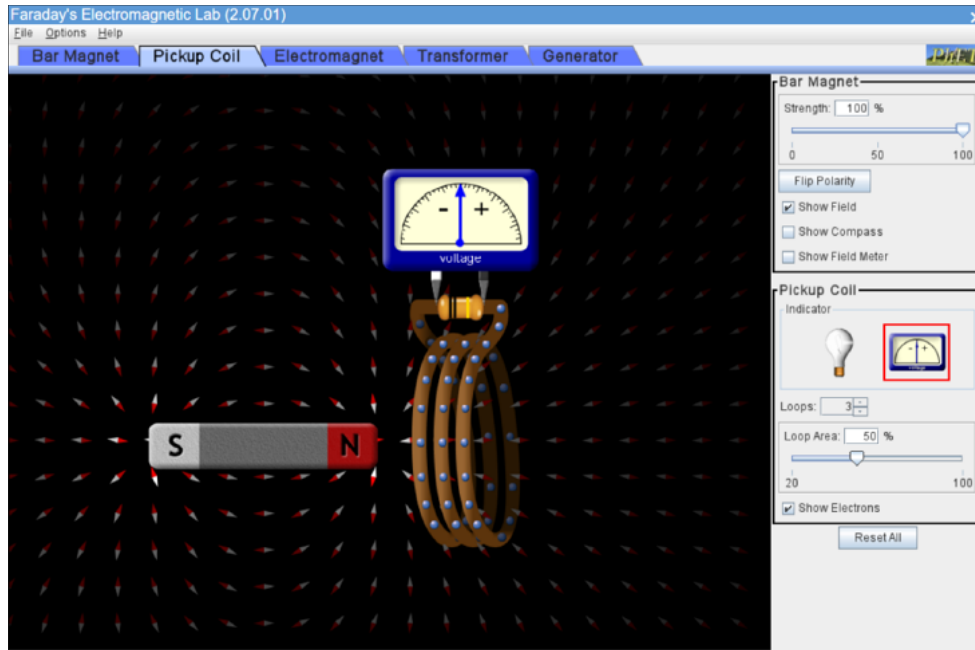 Faraday's Electromagnetic Lab (2.07.01)
File Options Help
Bar Magnet Pickup Coil Electromagnet Transformer Generator
PhET
Bar Magnet
Strength: 100 %
0 50 100
Flip Polarity
Show Field
Show Compass
Show Field Meter
- +
voltage
Pickup Coil
Indicator
- +
voltage
Loops: 3
Loop Area: 50 %
20 100
Show Electrons
Reset All
S N